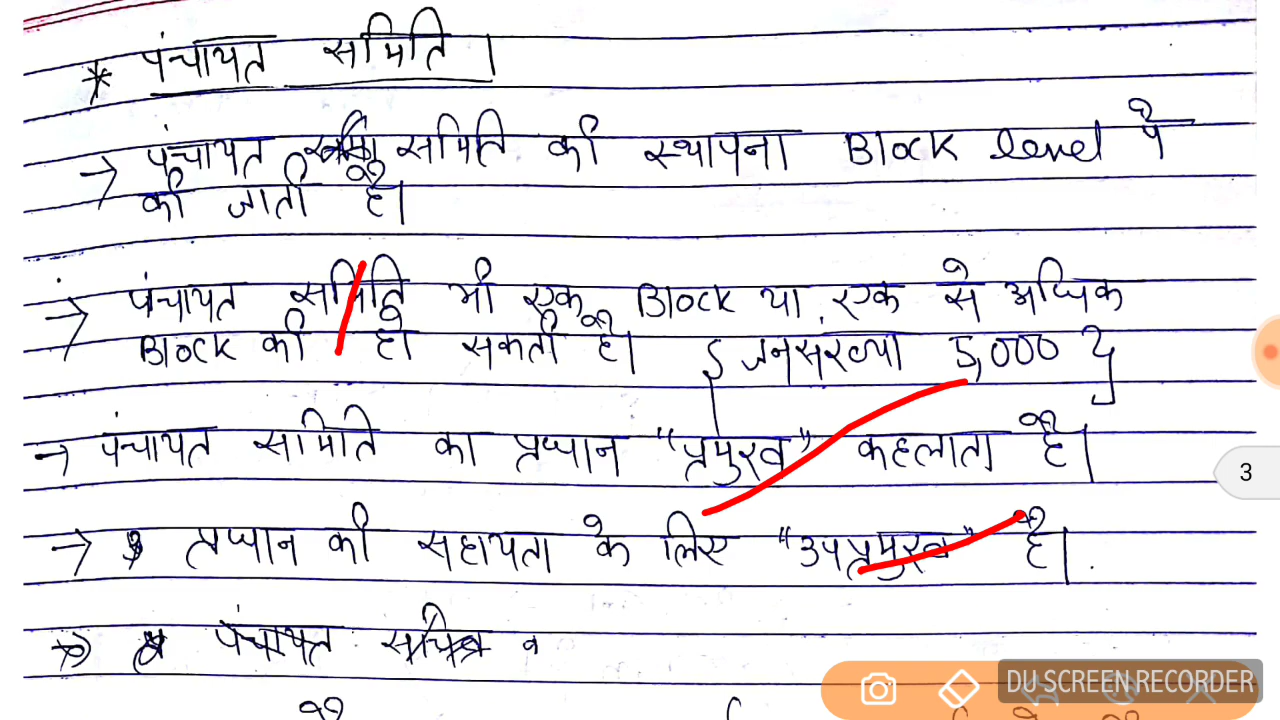 * पंचायत समिति।
→ पंचायत समिति की स्थापना Block level पे
की जाती है।
→ पंचायत समिति भी एक Block या एक से अधिक
Block की हो सकती है। { जनसंख्या 5,000 }
→ पंचायत समिति का प्रधान "प्रमुख" कहलाता है।
3
→ प्रधान की सहायता के लिए "उपप्रमुख" है।
पंचायत
DU SCREEN RECORDER